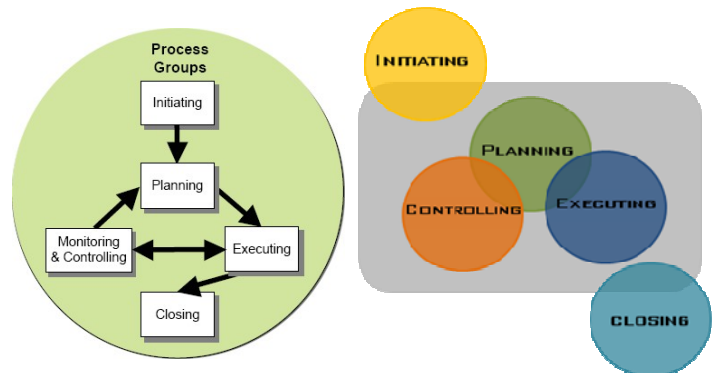 Process
Groups
Initiating
Planning
Monitoring
& Controlling
Executing
Closing
INITIATING
PLANNING
CONTROLLING
EXECUTING
CLOSING